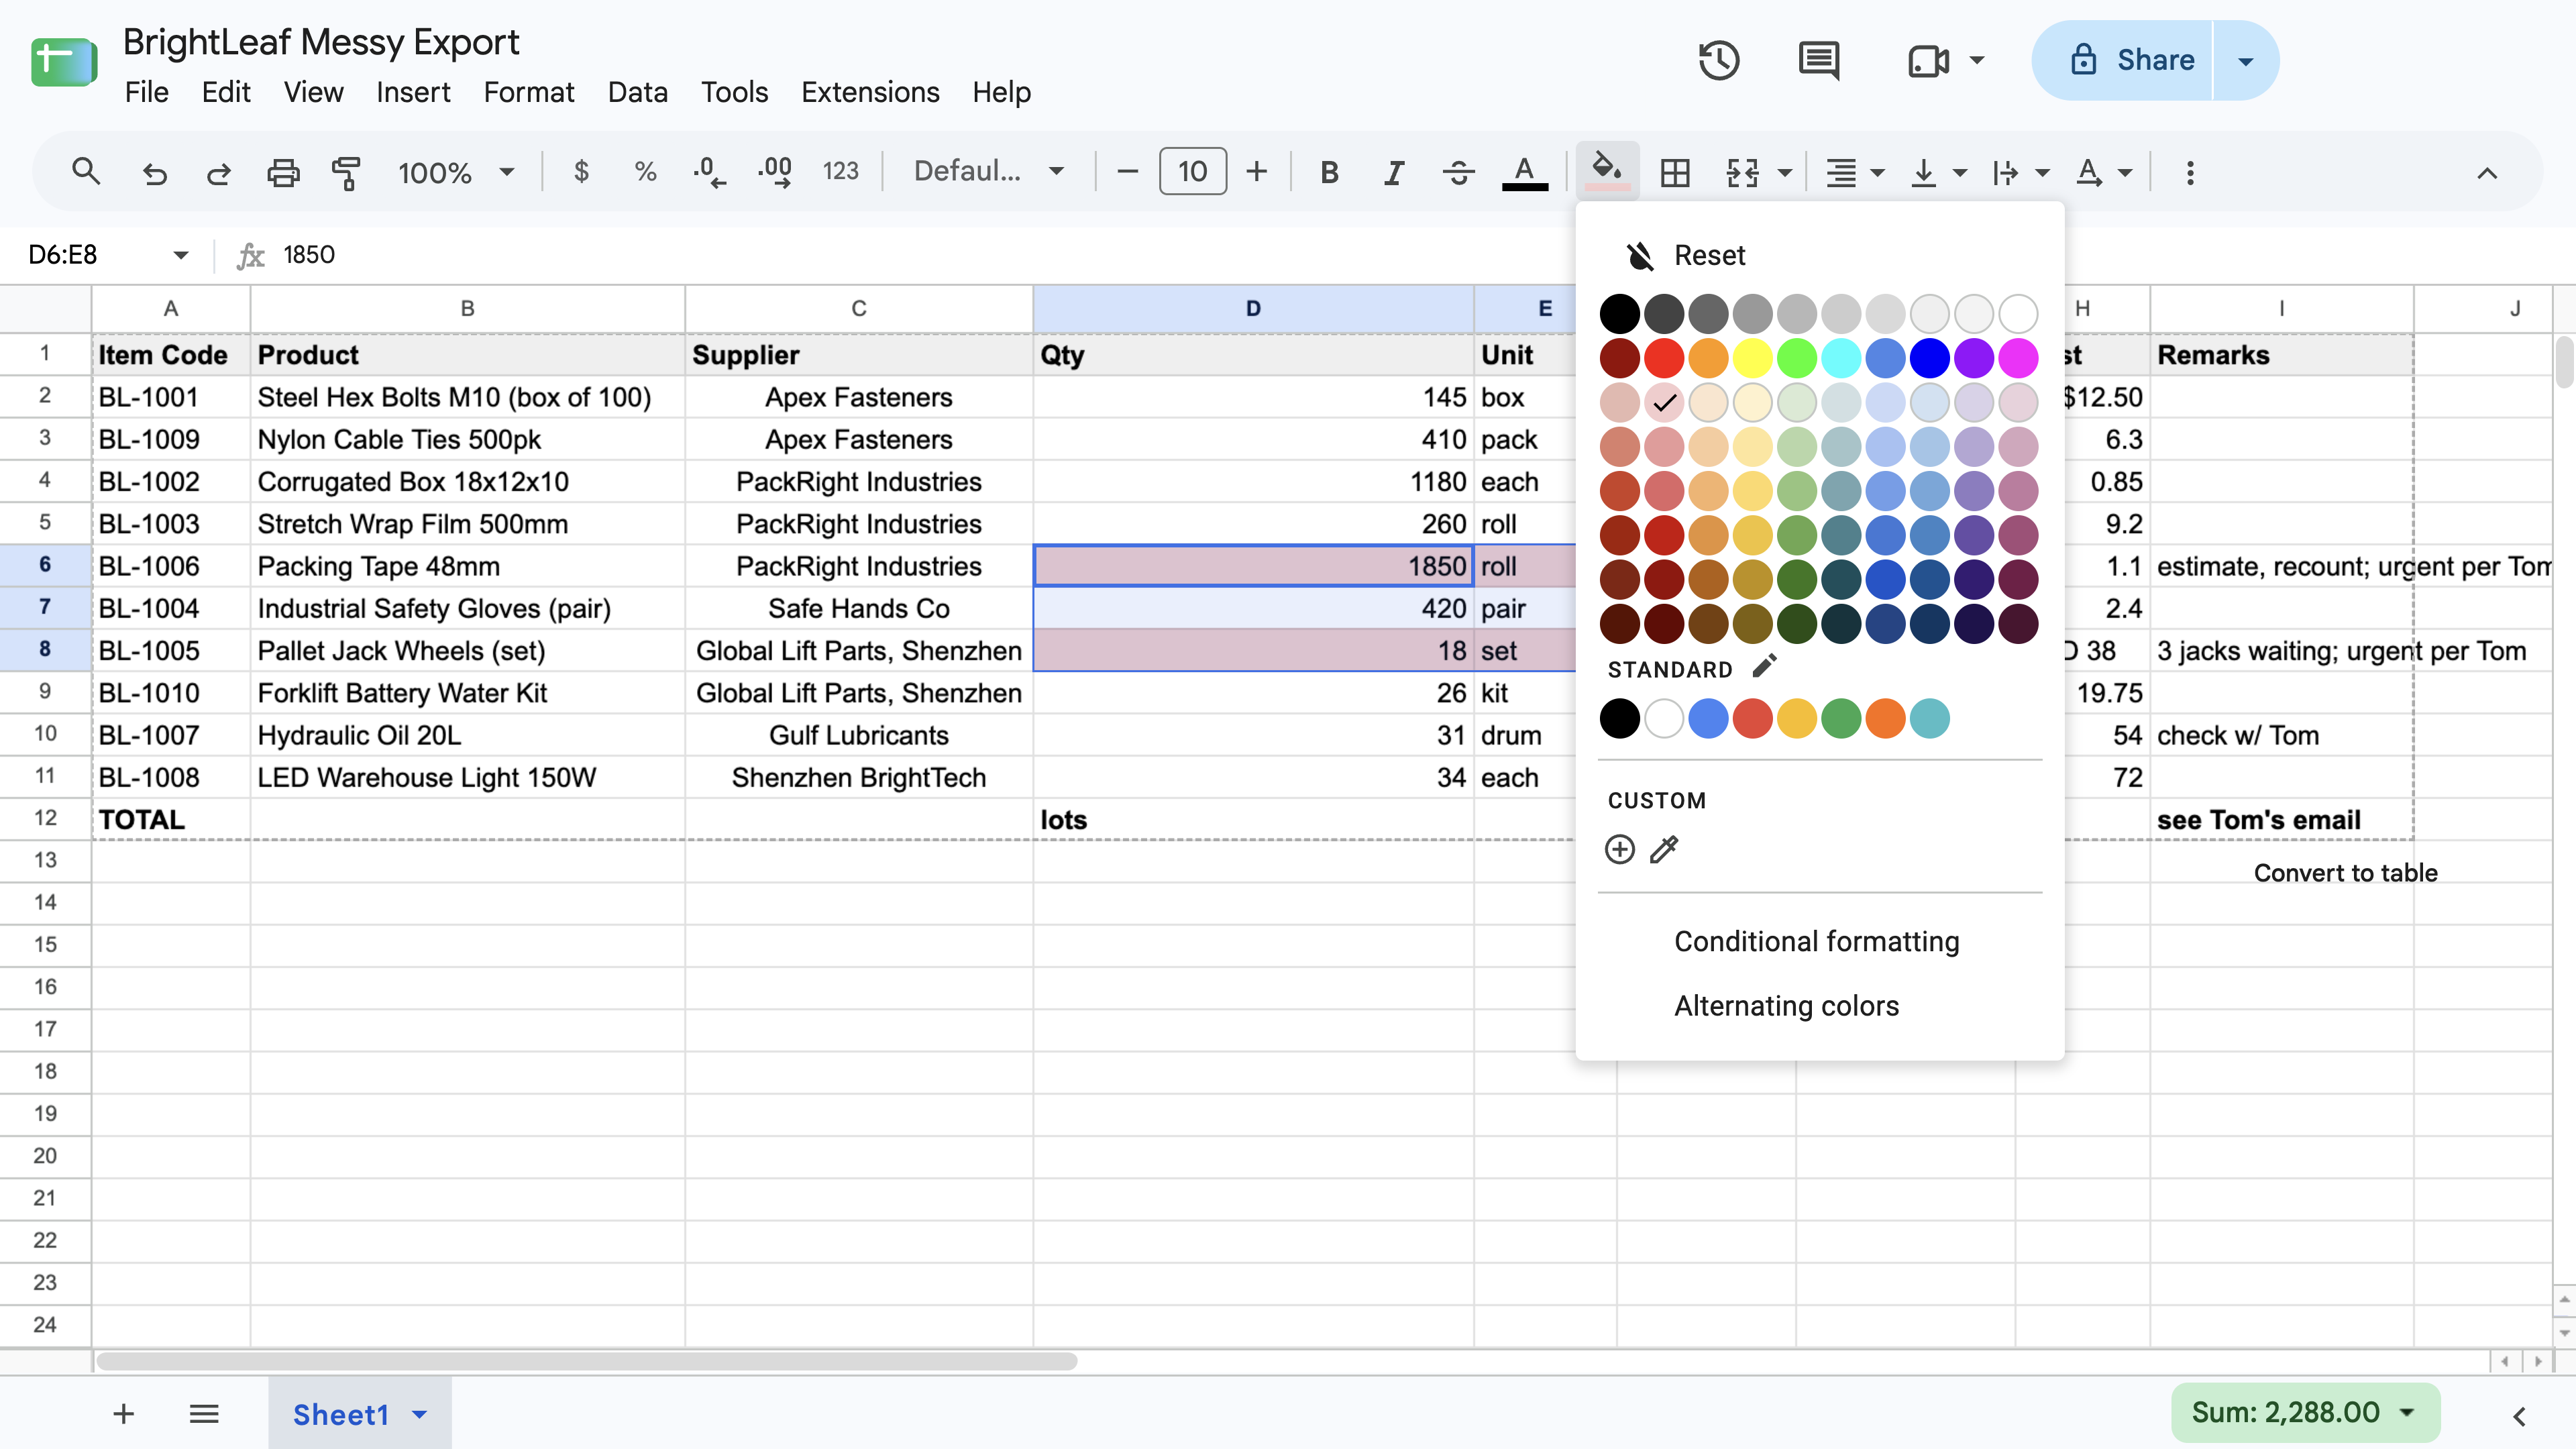 BrightLeaf Messy Export
File Edit View Insert Format Data Tools Extensions Help
Share
100% $ % .0 .00 123 Defaul... 10 B I S A A
D6:E8 fx 1850
Reset
A B C D E H I J
1 Item Code Product Supplier Qty Unit st Remarks
2 BL-1001 Steel Hex Bolts M10 (box of 100) Apex Fasteners 145 box $12.50
3 BL-1009 Nylon Cable Ties 500pk Apex Fasteners 410 pack 6.3
4 BL-1002 Corrugated Box 18x12x10 PackRight Industries 1180 each 0.85
5 BL-1003 Stretch Wrap Film 500mm PackRight Industries 260 roll 9.2
6 BL-1006 Packing Tape 48mm PackRight Industries 1850 roll 1.1 estimate, recount; urgent per Tom
7 BL-1004 Industrial Safety Gloves (pair) Safe Hands Co 420 pair 2.4
8 BL-1005 Pallet Jack Wheels (set) Global Lift Parts, Shenzhen 18 set D 38 3 jacks waiting; urgent per Tom
STANDARD
9 BL-1010 Forklift Battery Water Kit Global Lift Parts, Shenzhen 26 kit 19.75
10 BL-1007 Hydraulic Oil 20L Gulf Lubricants 31 drum 54 check w/ Tom
11 BL-1008 LED Warehouse Light 150W Shenzhen BrightTech 34 each 72
CUSTOM
12 TOTAL lots see Tom's email
13
Convert to table
14
15
Conditional formatting
16
Alternating colors
17
18
19
20
21
22
23
24
Sheet1
Sum: 2,288.00